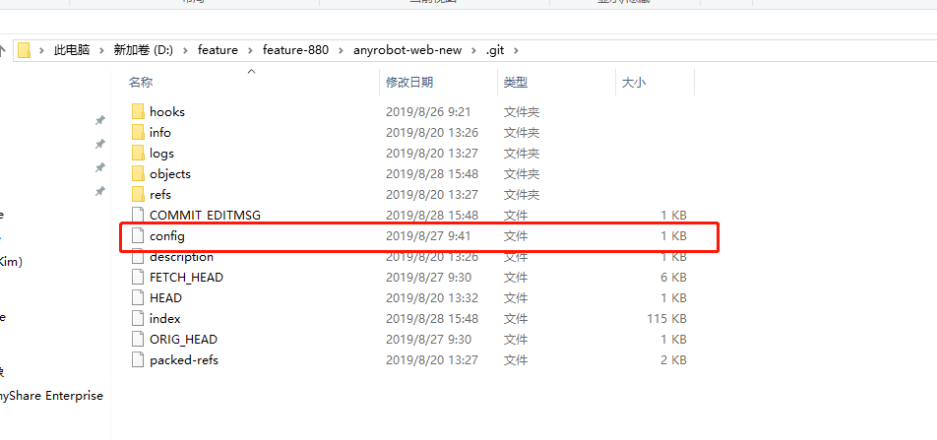 当前视图
此电脑 › 新加卷 (D:) › feature › feature-880 › anyrobot-web-new › .git ›
名称 修改日期 类型 大小
hooks 2019/8/26 9:21 文件夹
info 2019/8/20 13:26 文件夹
logs 2019/8/20 13:27 文件夹
objects 2019/8/28 15:48 文件夹
refs 2019/8/20 13:27 文件夹
COMMIT_EDITMSG 2019/8/28 15:48 文件 1 KB
config 2019/8/27 9:41 文件 1 KB
description 2019/8/20 13:26 文件 1 KB
Kim)
FETCH_HEAD 2019/8/27 9:30 文件 6 KB
HEAD 2019/8/20 13:32 文件 1 KB
index 2019/8/28 15:48 文件 115 KB
ORIG_HEAD 2019/8/27 9:30 文件 1 KB
packed-refs 2019/8/20 13:27 文件 2 KB
nyShare Enterprise